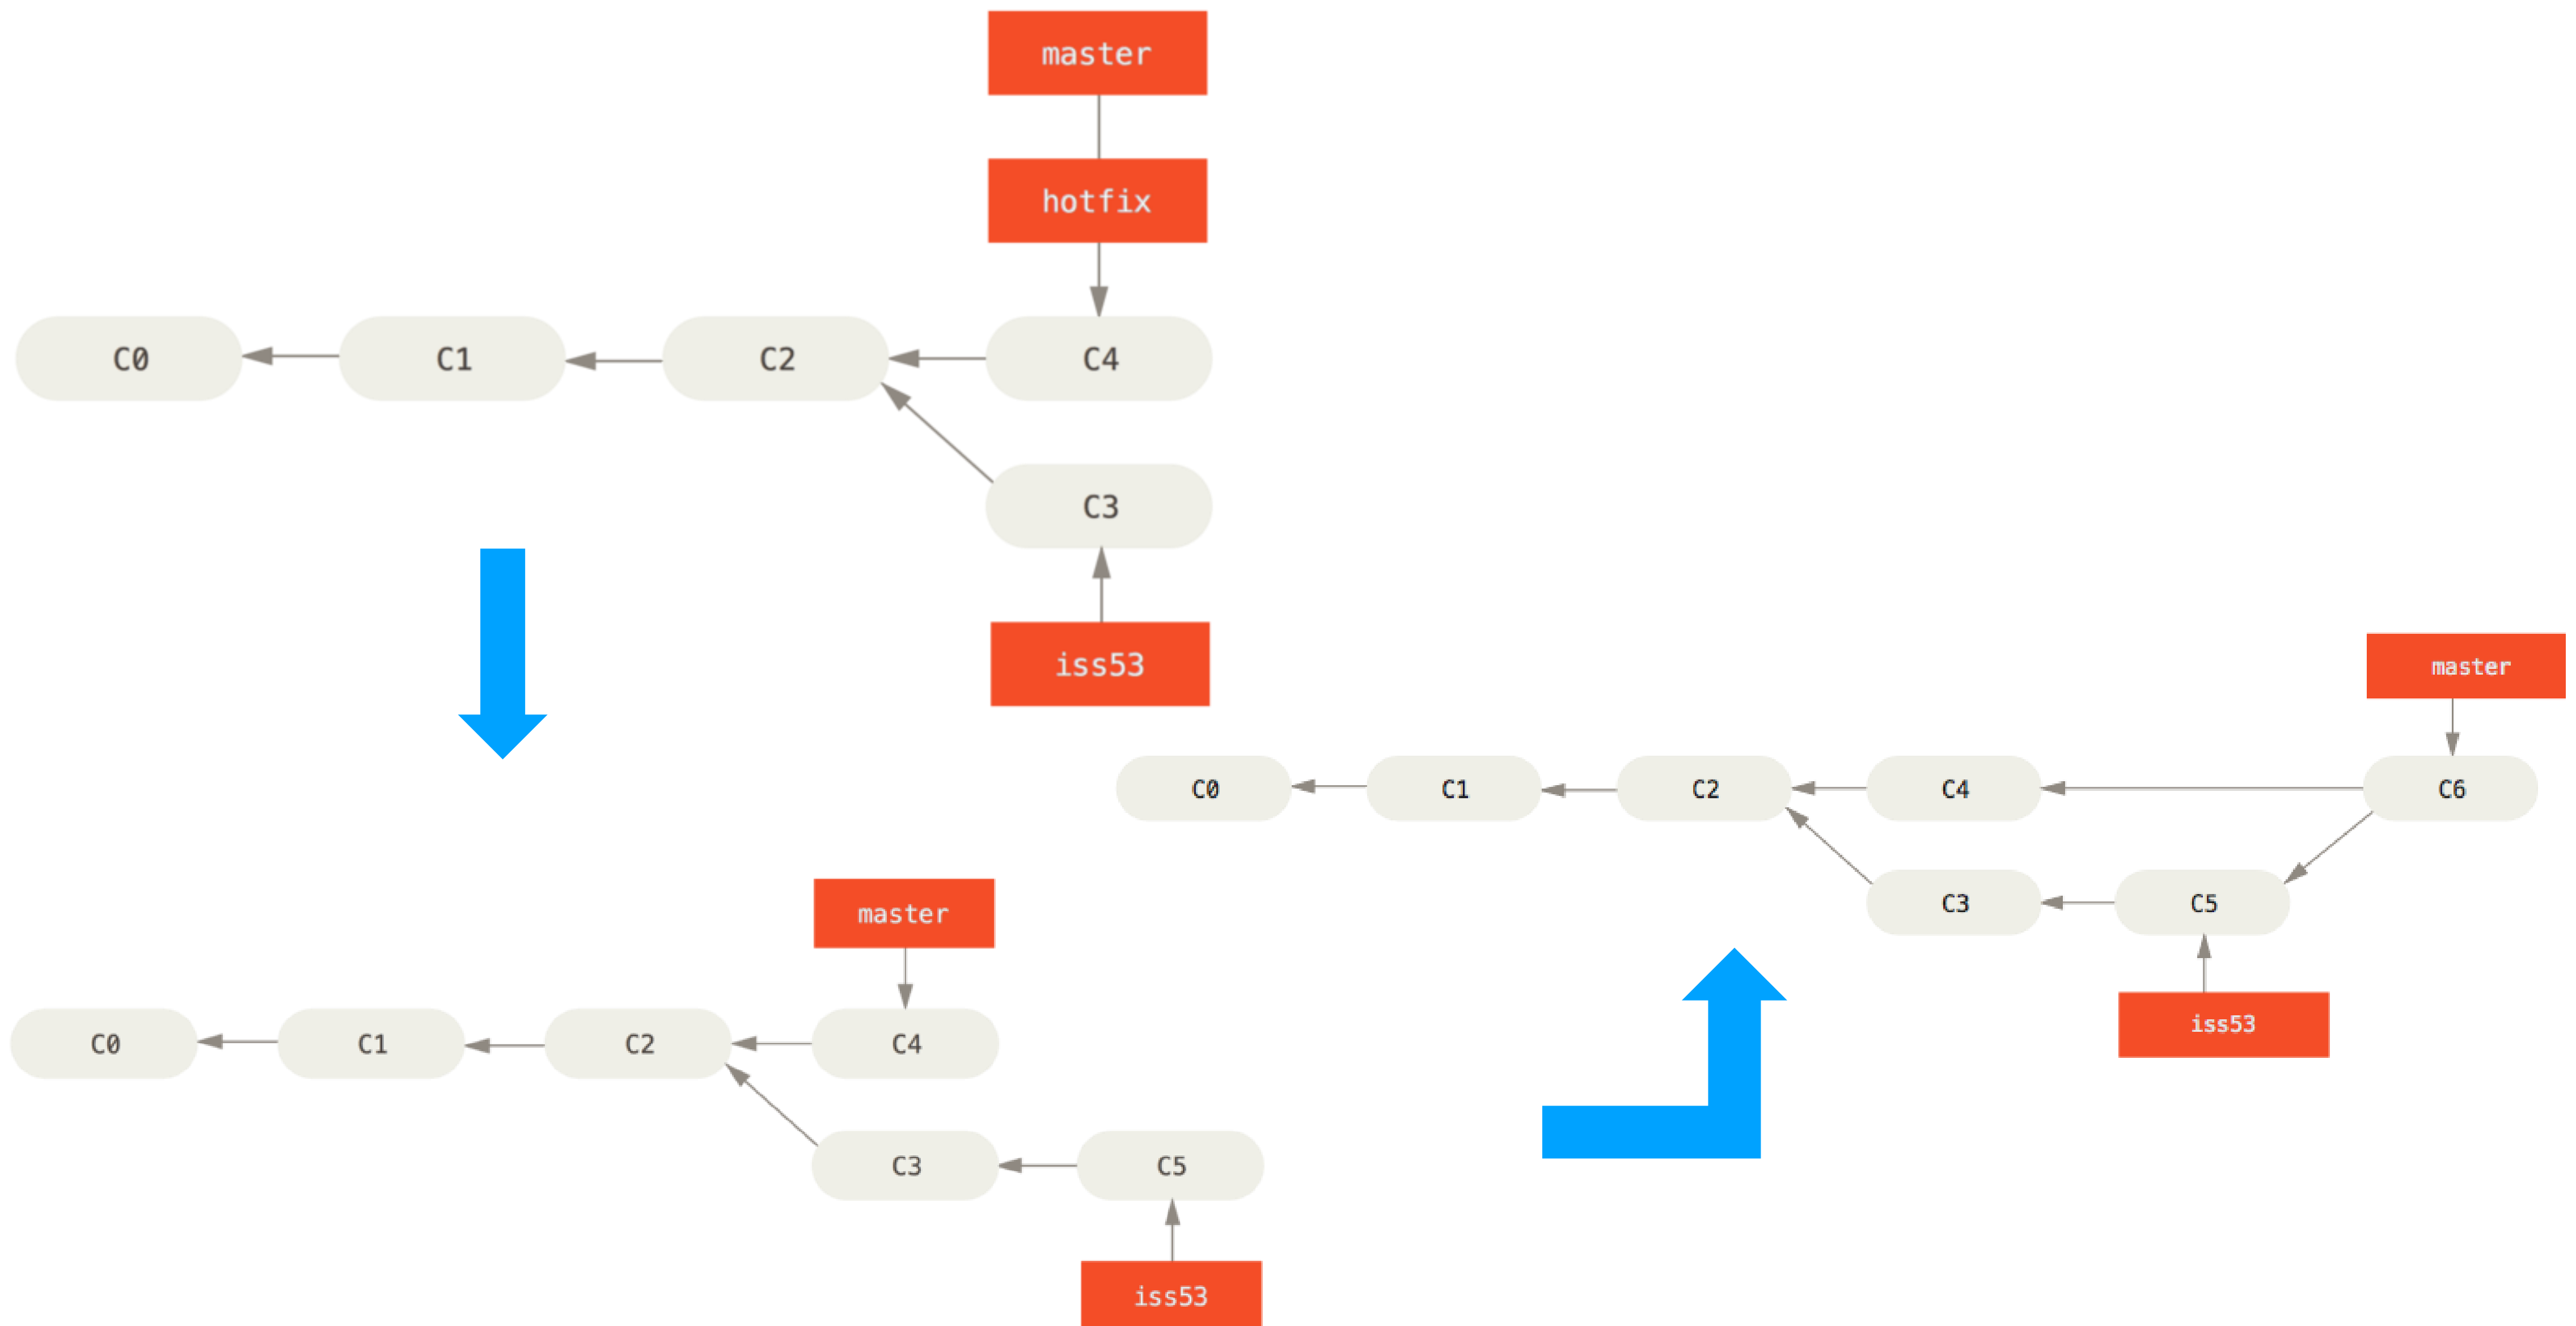 master
hotfix
C0 C1 C2 C4
C3
iss53
master
C0 C1 C2 C4
C3 C5
iss53
master
C0 C1 C2 C4 C6
C3 C5
iss53